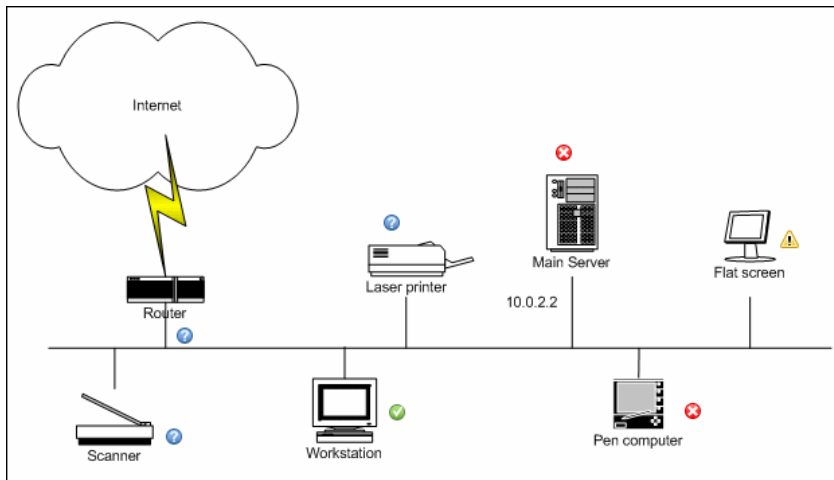 Internet
Main Server
Flat screen
Laser printer
10.0.2.2
Router
Scanner
Workstation
Pen computer